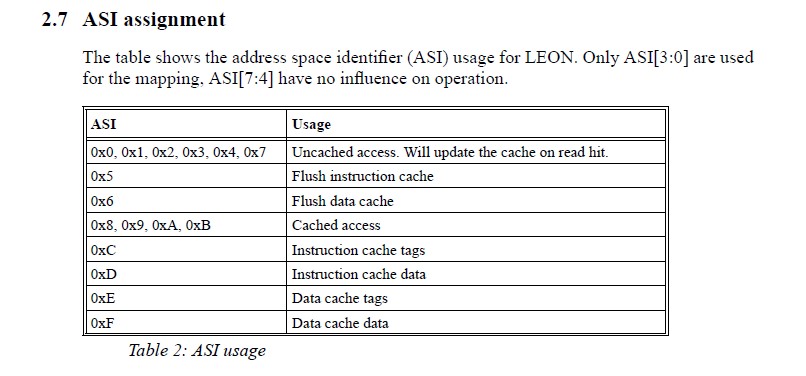 2.7 ASI assignment
The table shows the address space identifier (ASI) usage for LEON. Only ASI[3:0] are used
for the mapping, ASI[7:4] have no influence on operation.
ASI Usage
0x0, 0x1, 0x2, 0x3, 0x4, 0x7 Uncached access. Will update the cache on read hit.
0x5 Flush instruction cache
0x6 Flush data cache
0x8, 0x9, 0xA, 0xB Cached access
0xC Instruction cache tags
0xD Instruction cache data
0xE Data cache tags
0xF Data cache data
Table 2: ASI usage